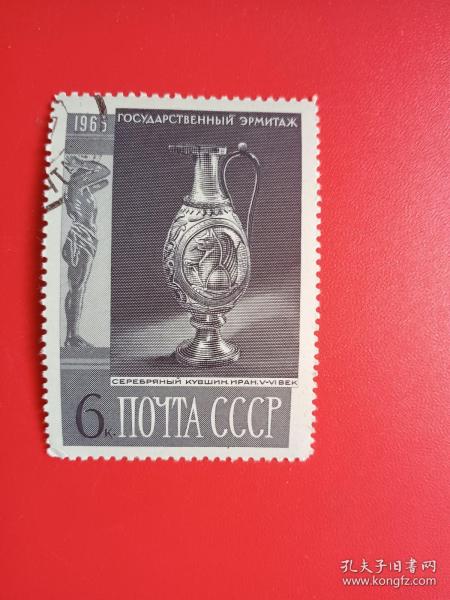 1966
ГОСУДАРСТВЕННЫЙ ЭРМИТАЖ
СЕРЕБРЯНЫЙ КУВШИН. ИРАН. V-VI ВЕК
6к. ПОЧТА СССР
孔夫子旧书网
www.kongfz.com